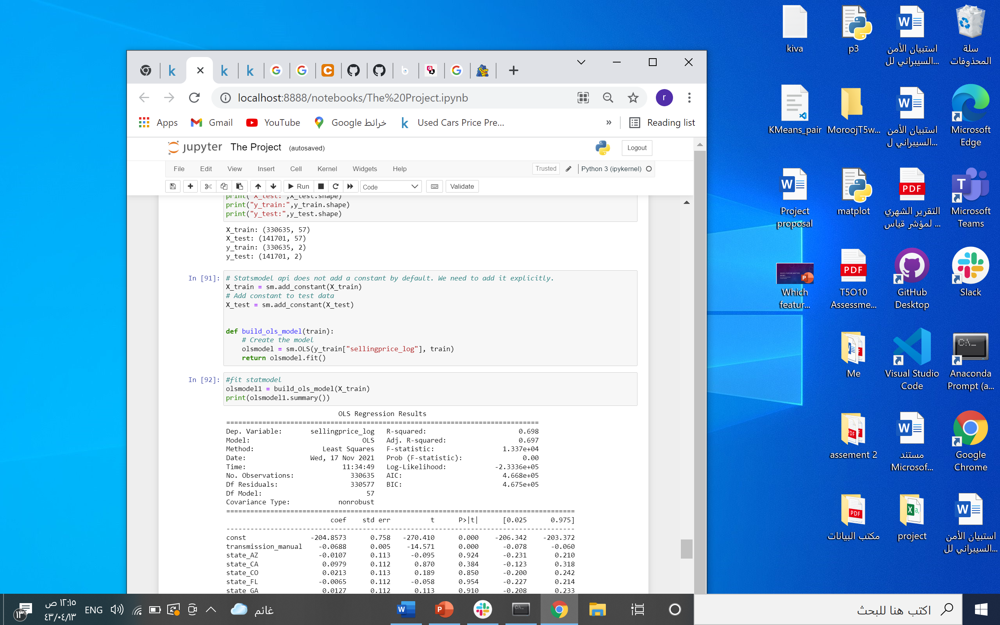 kiva
p3
استبيان الأمن
السيبراني لل...
سلة
المحذوفات
KMeans_pair
MoroojT5w...
استبيان الأمن
السيبراني ل...
Microsoft
Edge
Project
proposal
matplot
التقرير الشهري
لمؤشر قياس ...
Microsoft
Teams
Which
featur...
T5O10
Assessme...
GitHub
Desktop
Slack
Me
Visual Studio
Code
Anaconda
Prompt (a...
assement 2
مستند
Microsof...
Google
Chrome
مكتب البيانات
project
استبيان الأمن
السيبراني لل...
localhost:8888/notebooks/The%20Project.ipynb
r
Apps Gmail YouTube خرائط Google Used Cars Price Pre... » Reading list
jupyter The Project (autosaved) Logout
File Edit View Insert Cell Kernel Widgets Help Trusted Python 3 (ipykernel)
Run Code Validate
print("X_test:",X_test.shape)
print("y_train:",y_train.shape)
print("y_test:",y_test.shape)
X_train: (330635, 57)
X_test: (141701, 57)
y_train: (330635, 2)
y_test: (141701, 2)
In [91]: # Statsmodel api does not add a constant by default. We need to add it explicitly.
X_train = sm.add_constant(X_train)
# Add constant to test data
X_test = sm.add_constant(X_test)
def build_ols_model(train):
# Create the model
olsmodel = sm.OLS(y_train["sellingprice_log"], train)
return olsmodel.fit()
In [92]: #fit statmodel
olsmodel1 = build_ols_model(X_train)
print(olsmodel1.summary())
OLS Regression Results
==============================================================================
Dep. Variable: sellingprice_log R-squared: 0.698
Model: OLS Adj. R-squared: 0.697
Method: Least Squares F-statistic: 1.337e+04
Date: Wed, 17 Nov 2021 Prob (F-statistic): 0.00
Time: 11:34:49 Log-Likelihood: -2.3336e+05
No. Observations: 330635 AIC: 4.668e+05
Df Residuals: 330577 BIC: 4.675e+05
Df Model: 57
Covariance Type: nonrobust
=======================================================================================
coef std err t P>|t| [0.025 0.975]
---------------------------------------------------------------------------------------
const -204.8573 0.758 -270.410 0.000 -206.342 -203.372
transmission_manual -0.0688 0.005 -14.571 0.000 -0.078 -0.060
state_AZ -0.0107 0.113 -0.095 0.924 -0.231 0.210
state_CA 0.0979 0.112 0.870 0.384 -0.123 0.318
state_CO 0.0213 0.113 0.189 0.850 -0.200 0.242
state_FL -0.0065 0.112 -0.058 0.954 -0.227 0.214
state_GA 0.0127 0.112 0.113 0.910 -0.208 0.233
١٣
١٢:١٥ ص
٤٣/٠٤/١٣
ENG
غائم
اكتب هنا للبحث